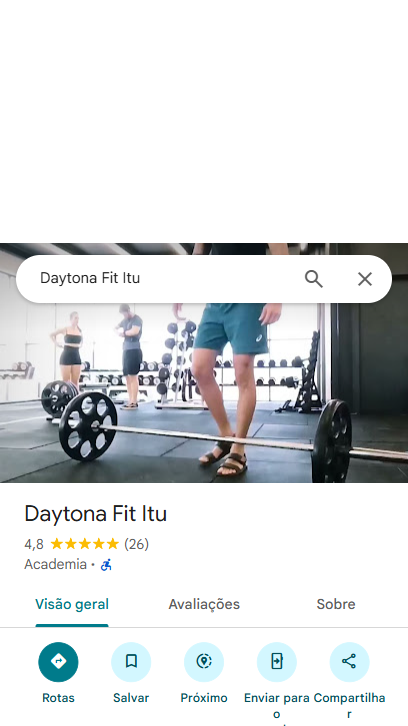 Daytona Fit Itu
Daytona Fit Itu
4,8 (26)
Academia ·
Visão geral Avaliações Sobre
Rotas Salvar Próximo Enviar para o Compartilhar